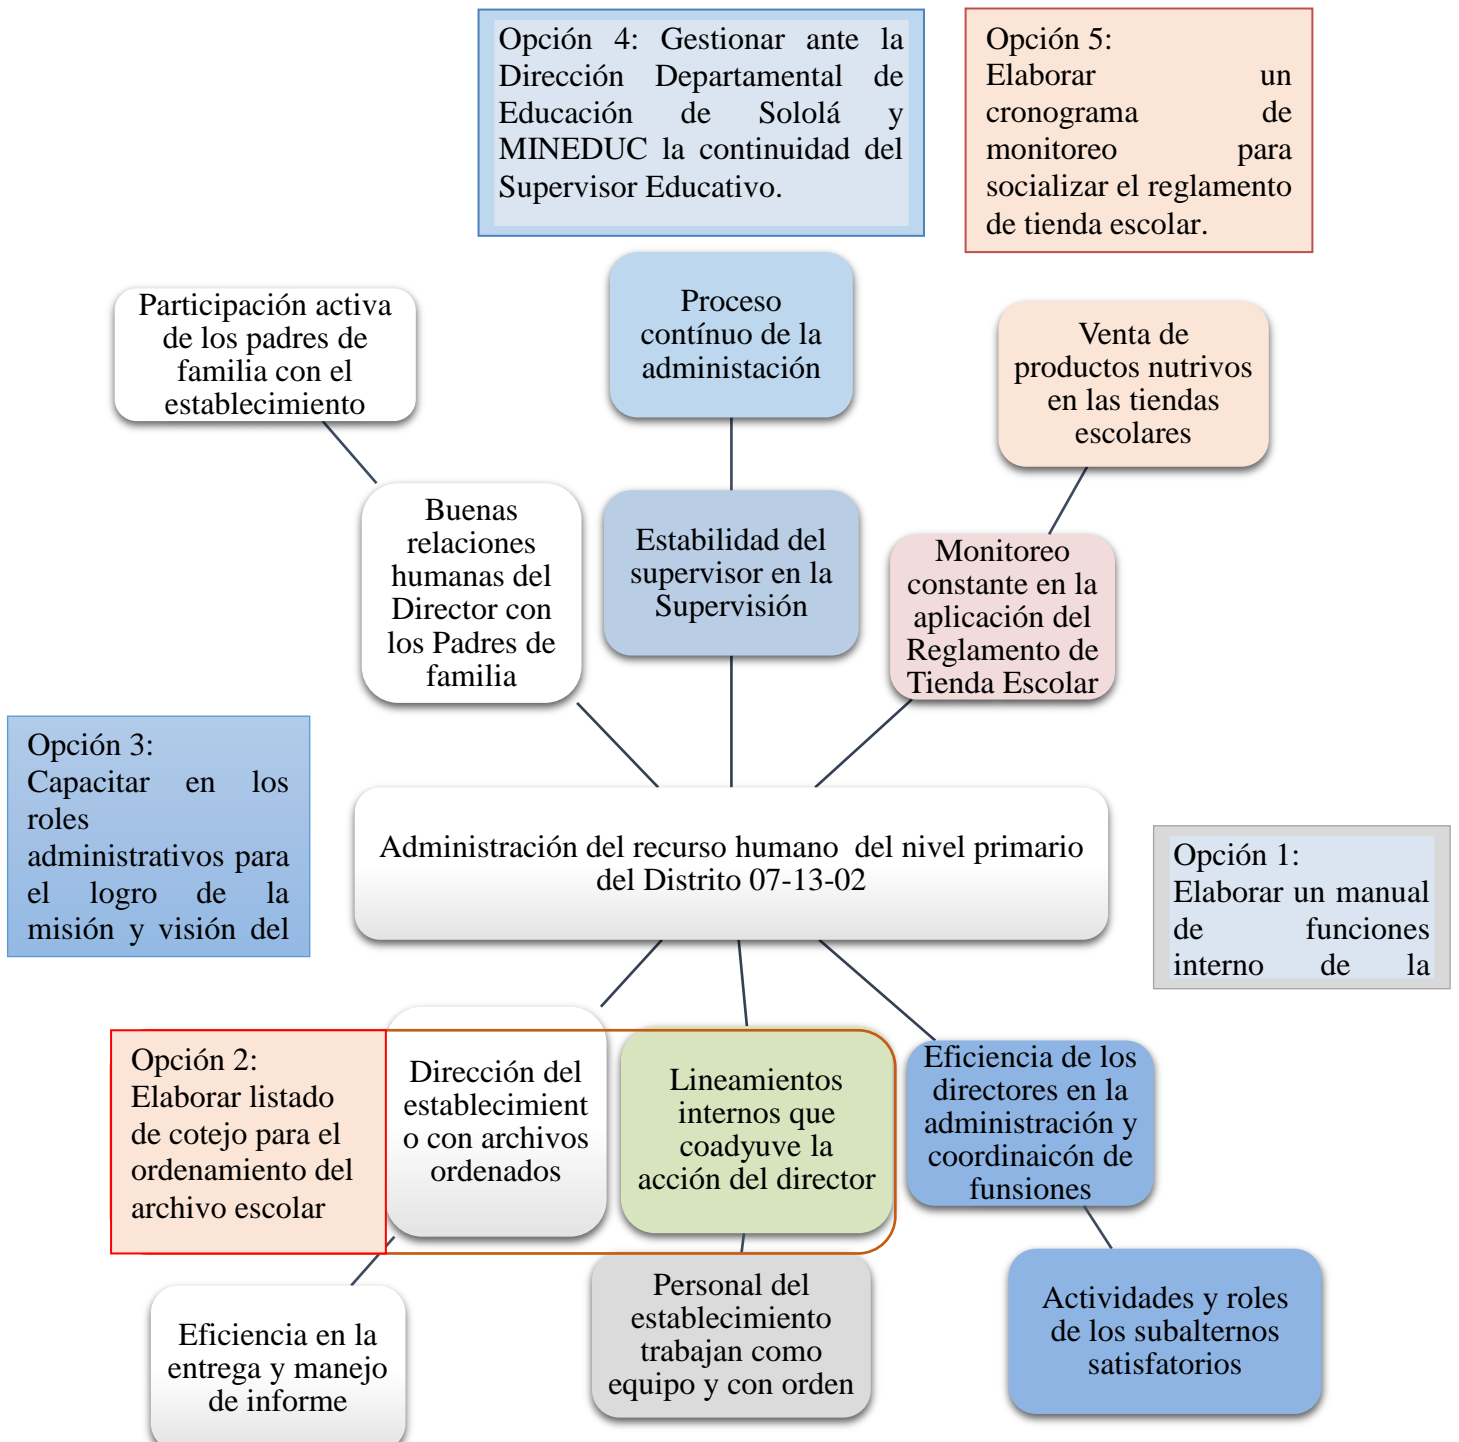 Opción 4: Gestionar ante la
Dirección Departamental de
Educación de Sololá y
MINEDUC la continuidad del
Supervisor Educativo.
Opción 5:
Elaborar un
cronograma de
monitoreo para
socializar el reglamento
de tienda escolar.
Participación activa
de los padres de
familia con el
establecimiento
Proceso
contínuo de la
administación
Venta de
productos nutrivos
en las tiendas
escolares
Buenas
relaciones
humanas del
Director con
los Padres de
familia
Estabilidad del
supervisor en la
Supervisión
Monitoreo
constante en la
aplicación del
Reglamento de
Tienda Escolar
Opción 3:
Capacitar en los
roles
administrativos para
el logro de la
misión y visión del
Administración del recurso humano del nivel primario
del Distrito 07-13-02
Opción 1:
Elaborar un manual
de funciones
interno de la
Opción 2:
Elaborar listado
de cotejo para el
ordenamiento del
archivo escolar
Dirección del
establecimient
o con archivos
ordenados
Lineamientos
internos que
coadyuve la
acción del director
Eficiencia de los
directores en la
administración y
coordinaicón de
funsiones
Eficiencia en la
entrega y manejo
de informe
Personal del
establecimiento
trabajan como
equipo y con orden
Actividades y roles
de los subalternos
satisfatorios